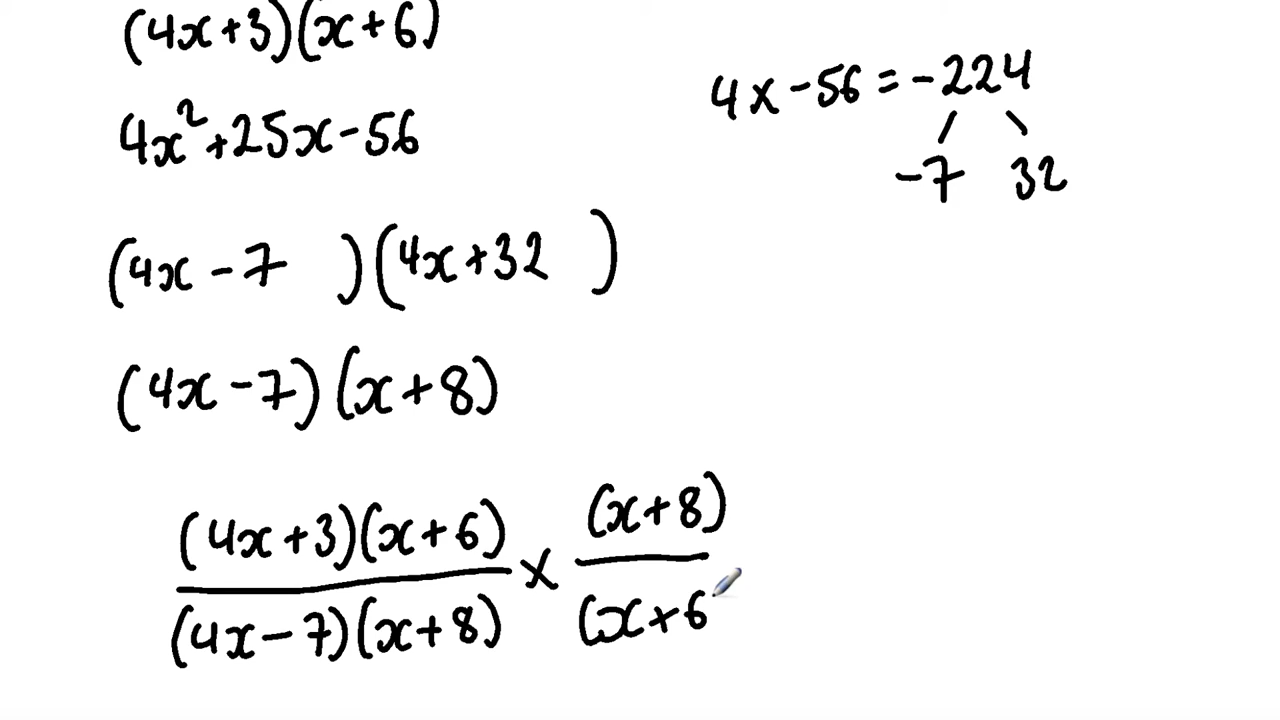 (4x+3)(x+6)
4x²+25x-56
(4x-7 )(4x+32 )
(4x-7)(x+8)
4x-56=-224
-7 32
(4x+3)(x+6) (x+8)
×
(4x-7)(x+8) (x+6